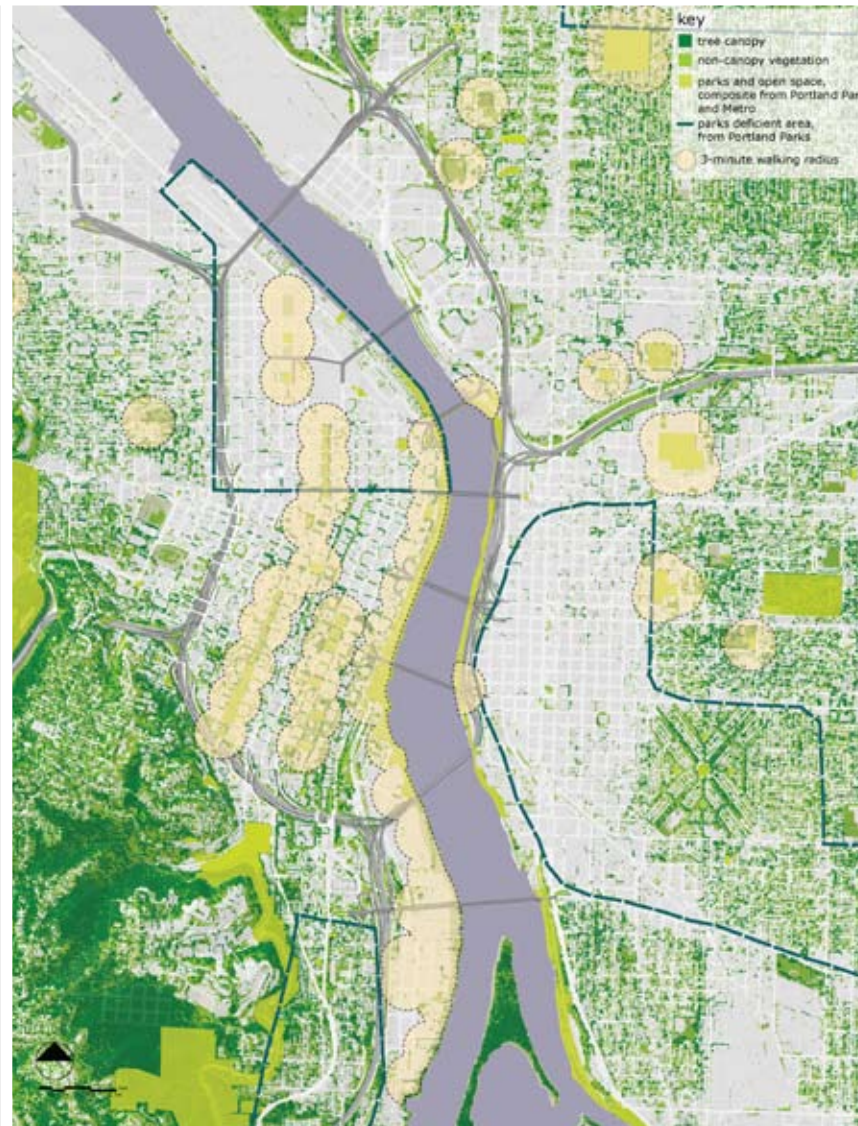 key
tree canopy
non-canopy vegetation
parks and open space,
composite from Portland Par
and Metro
parks deficient area,
from Portland Parks
3-minute walking radius